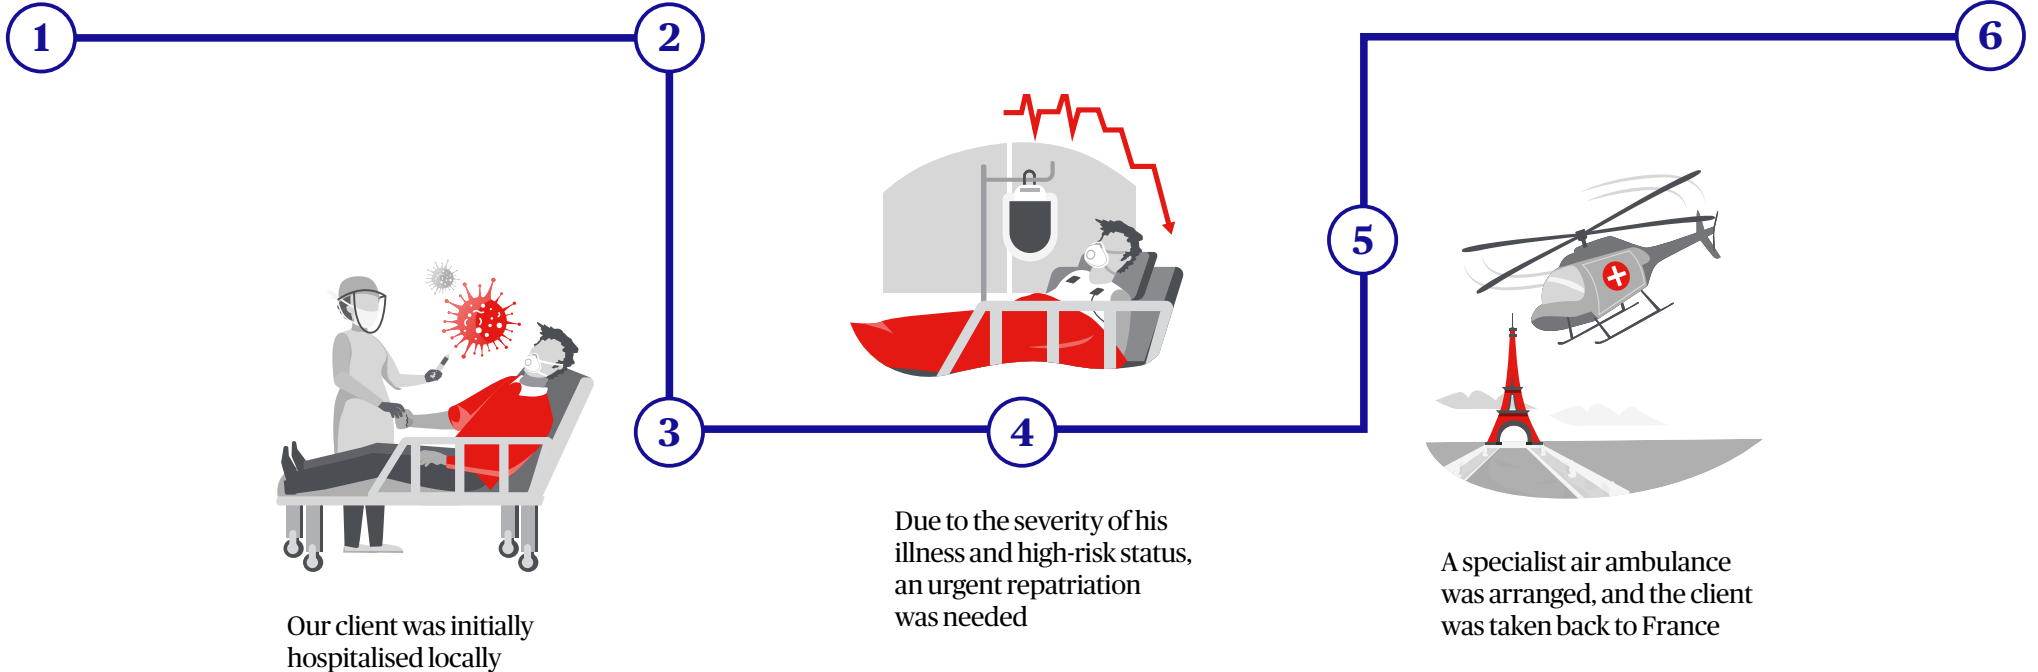 1
2
3
4
5
6
Our client was initially
hospitalised locally
Due to the severity of his
illness and high-risk status,
an urgent repatriation
was needed
A specialist air ambulance
was arranged, and the client
was taken back to France